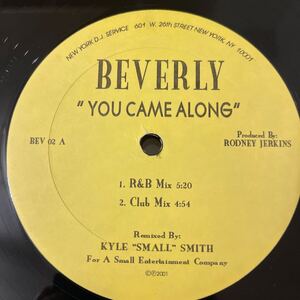 NEW YORK D.J. SERVICE 601 W. 26th STREET NEW YORK, NY 10001
BEVERLY
"YOU CAME ALONG"
BEV 02 A
Produced By:
RODNEY JERKINS
1. R&B Mix 5:20
2. Club Mix 4:54
Remixed By:
KYLE "SMALL" SMITH
For A Small Entertainment Company
©℗2001